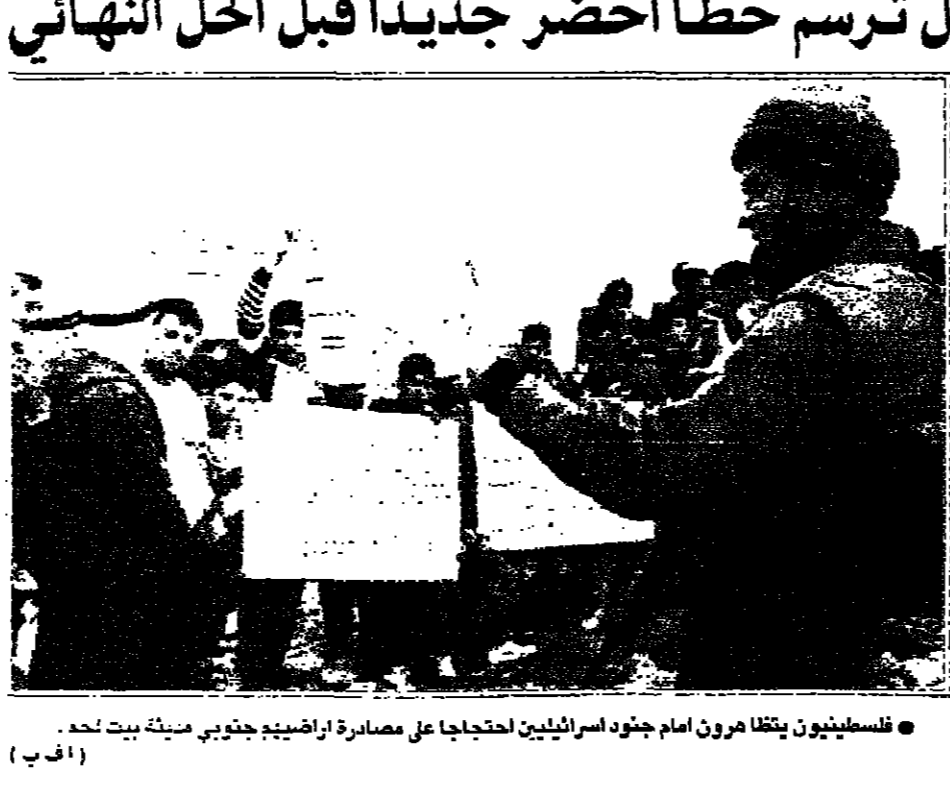 ترسم خطا اخضر جديدا قبل الحل النهائي
● فلسطينيون يتظاهرون امام جنود اسرائيليين احتجاجا على مصادرة اراضيهم جنوبي مدينة بيت لحم .
( ا ف ب )